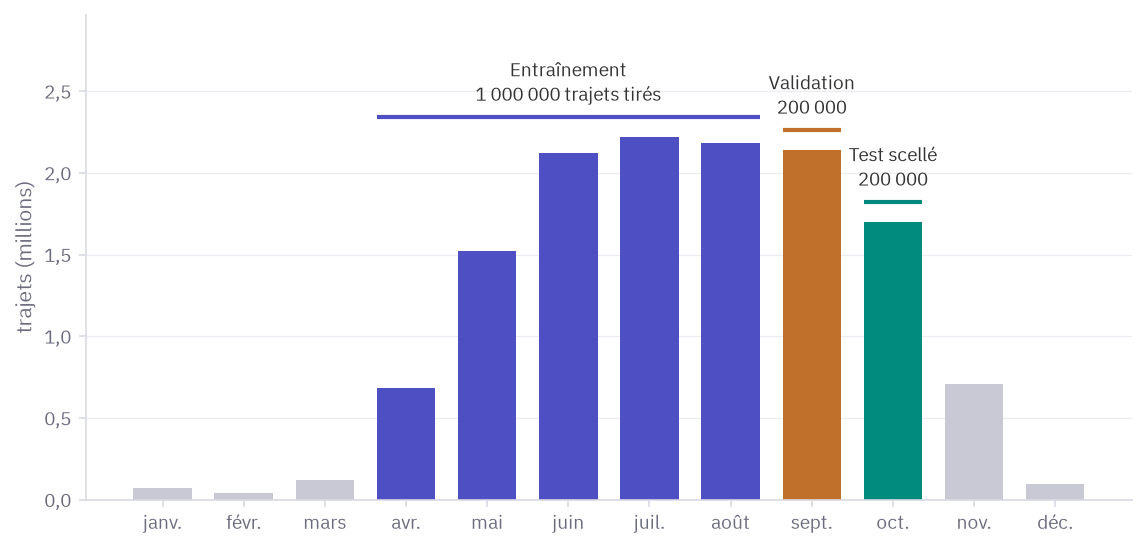 Entraînement
1 000 000 trajets tirés
Validation
200 000
Test scellé
200 000
trajets (millions)
2,5
2,0
1,5
1,0
0,5
0,0
janv.
févr.
mars
avr.
mai
juin
juil.
août
sept.
oct.
nov.
déc.